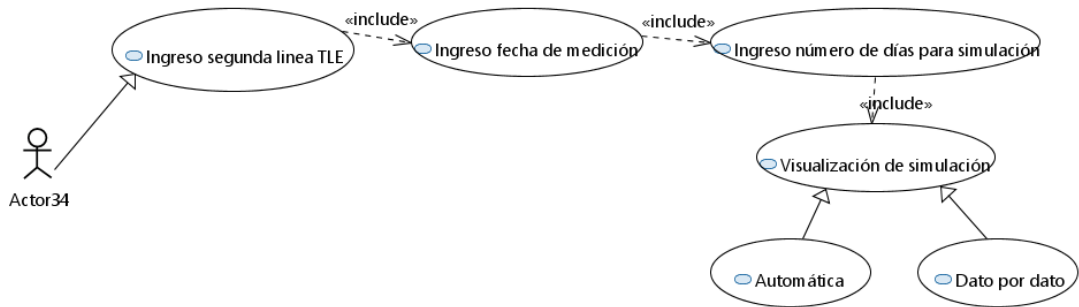 «include»
«include»
Ingreso segunda linea TLE
Ingreso fecha de medición
Ingreso número de días para simulación
«include»
Visualización de simulación
Actor34
Automática
Dato por dato